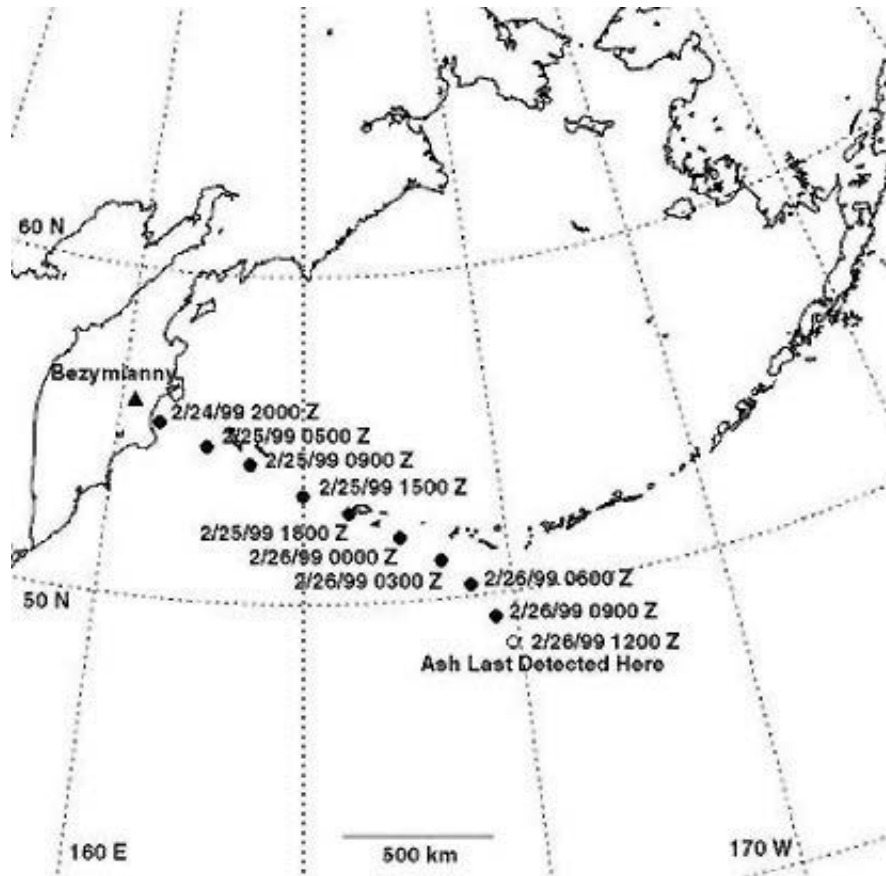 60 N
Bezymianny
2/24/99 2000 Z
2/25/99 0500 Z
2/25/99 0900 Z
2/25/99 1500 Z
2/25/99 1800 Z
2/26/99 0000 Z
2/26/99 0300 Z
2/26/99 0600 Z
50 N
2/26/99 0900 Z
2/26/99 1200 Z
Ash Last Detected Here
160 E
500 km
170 W